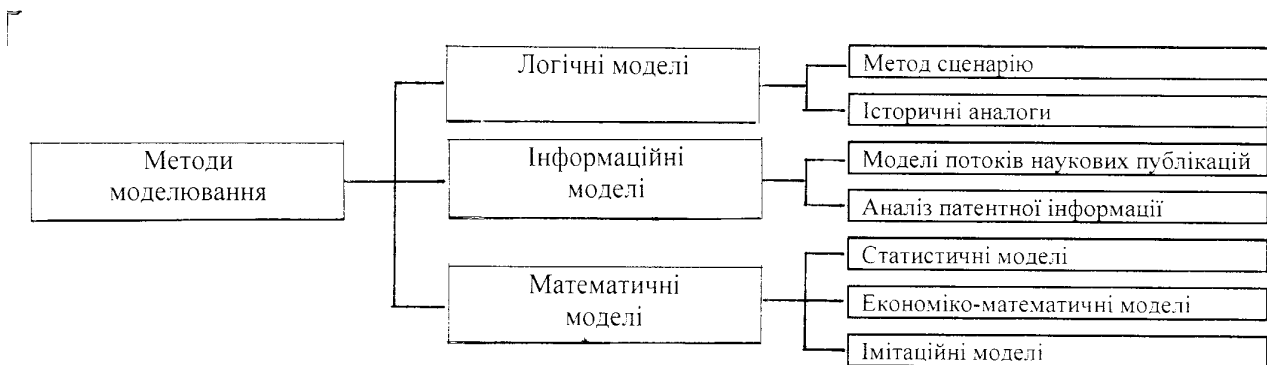 Методи
моделювання
Логічні моделі
Метод сценарію
Історичні аналоги
Інформаційні
моделі
Моделі потоків наукових публікацій
Аналіз патентної інформації
Математичні
моделі
Статистичні моделі
Економіко-математичні моделі
Імітаційні моделі